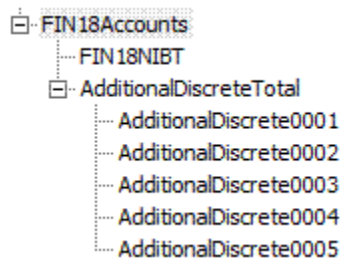 FIN18Accounts
FIN18NIBT
AdditionalDiscreteTotal
AdditionalDiscrete0001
AdditionalDiscrete0002
AdditionalDiscrete0003
AdditionalDiscrete0004
AdditionalDiscrete0005